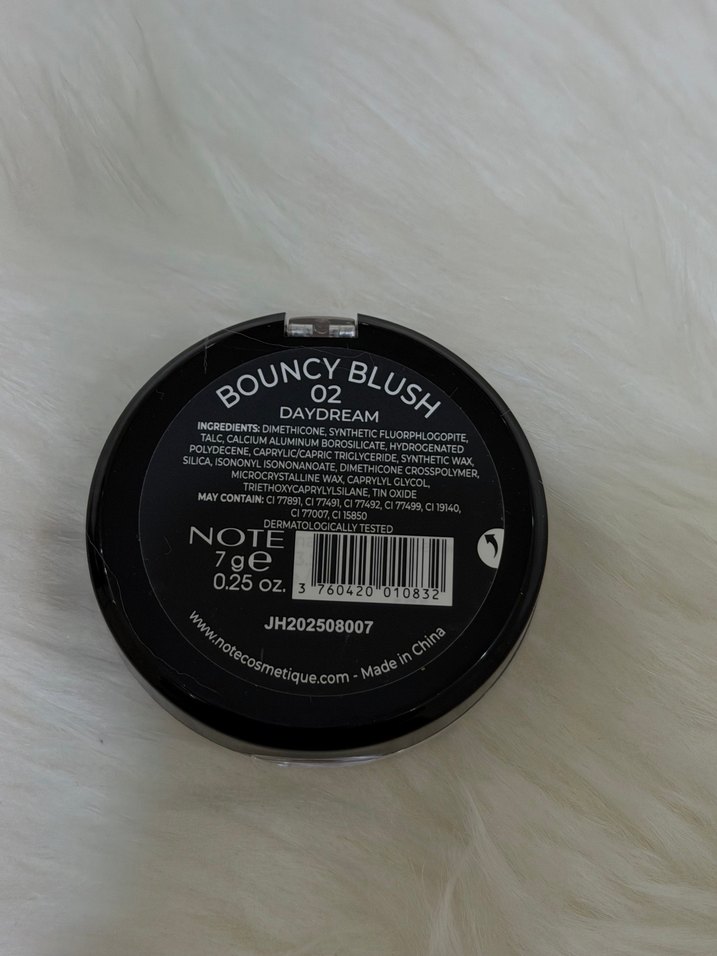 BOUNCY BLUSH
02
DAYDREAM
INGREDIENTS: DIMETHICONE, SYNTHETIC FLUORPHLOGOPITE,
TALC, CALCIUM ALUMINUM BOROSILICATE, HYDROGENATED
POLYDECENE, CAPRYLIC/CAPRIC TRIGLYCERIDE, SYNTHETIC WAX,
SILICA, ISONONYL ISONONANOATE, DIMETHICONE CROSSPOLYMER,
MICROCRYSTALLINE WAX, CAPRYLYL GLYCOL,
TRIETHOXYCAPRYLYLSILANE, TIN OXIDE
MAY CONTAIN: CI 77891, CI 77491, CI 77492, CI 77499, CI 19140,
CI 77007, CI 15850
DERMATOLOGICALLY TESTED
NOTE
7 g e
0.25 oz.
3 760420 010832
JH202508007
www.notecosmetique.com - Made in China